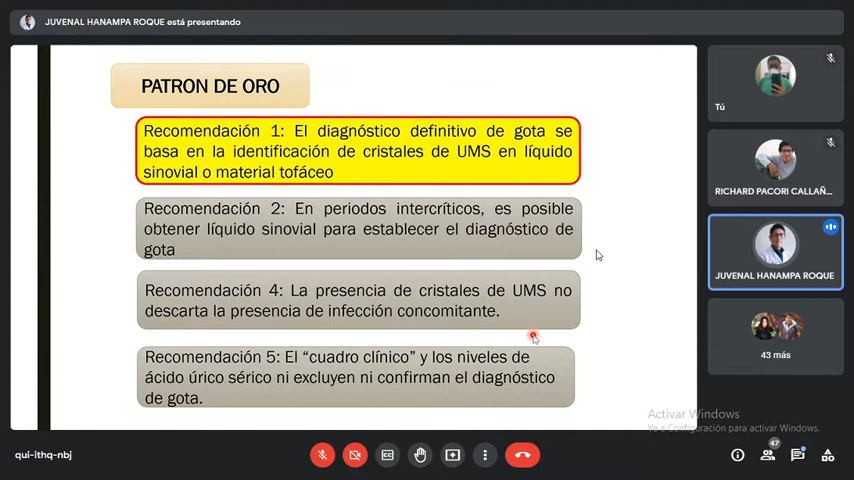 JUVENAL HANAMPA ROQUE está presentando
PATRON DE ORO
Recomendación 1: El diagnóstico definitivo de gota se
basa en la identificación de cristales de UMS en líquido
sinovial o material tofáceo
Recomendación 2: En periodos intercríticos, es posible
obtener líquido sinovial para establecer el diagnóstico de
gota
Recomendación 4: La presencia de cristales de UMS no
descarta la presencia de infección concomitante.
Recomendación 5: El “cuadro clínico” y los niveles de
ácido úrico sérico ni excluyen ni confirman el diagnóstico
de gota.
Tú
RICHARD PACORI CALLAÑ...
JUVENAL HANAMPA ROQUE
43 más
Activar Windows
Ve a Configuración para activar Windows.
qui-ithq-nbj
CC
47